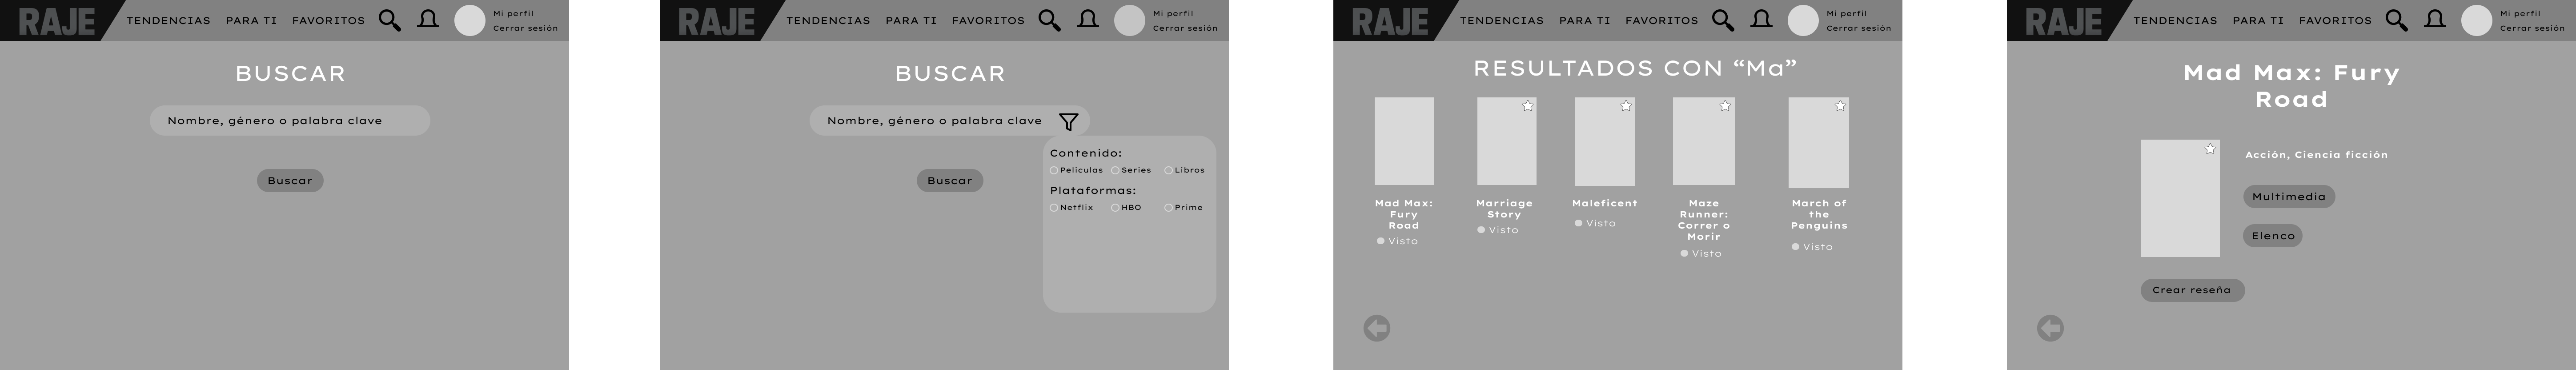 RAJE
TENDENCIAS PARA TI FAVORITOS
Mi perfil
Cerrar sesión
BUSCAR
Nombre, género o palabra clave
Buscar
RAJE
TENDENCIAS PARA TI FAVORITOS
Mi perfil
Cerrar sesión
BUSCAR
Nombre, género o palabra clave
Contenido:
Peliculas Series Libros
Plataformas:
Netflix HBO Prime
Buscar
RAJE
TENDENCIAS PARA TI FAVORITOS
Mi perfil
Cerrar sesión
RESULTADOS CON “Ma”
Mad Max:
Fury
Road
Visto
Marriage
Story
Visto
Maleficent
Visto
Maze
Runner:
Correr o
Morir
Visto
March of
the
Penguins
Visto
RAJE
TENDENCIAS PARA TI FAVORITOS
Mi perfil
Cerrar sesión
Mad Max: Fury
Road
Acción, Ciencia ficción
Multimedia
Elenco
Crear reseña